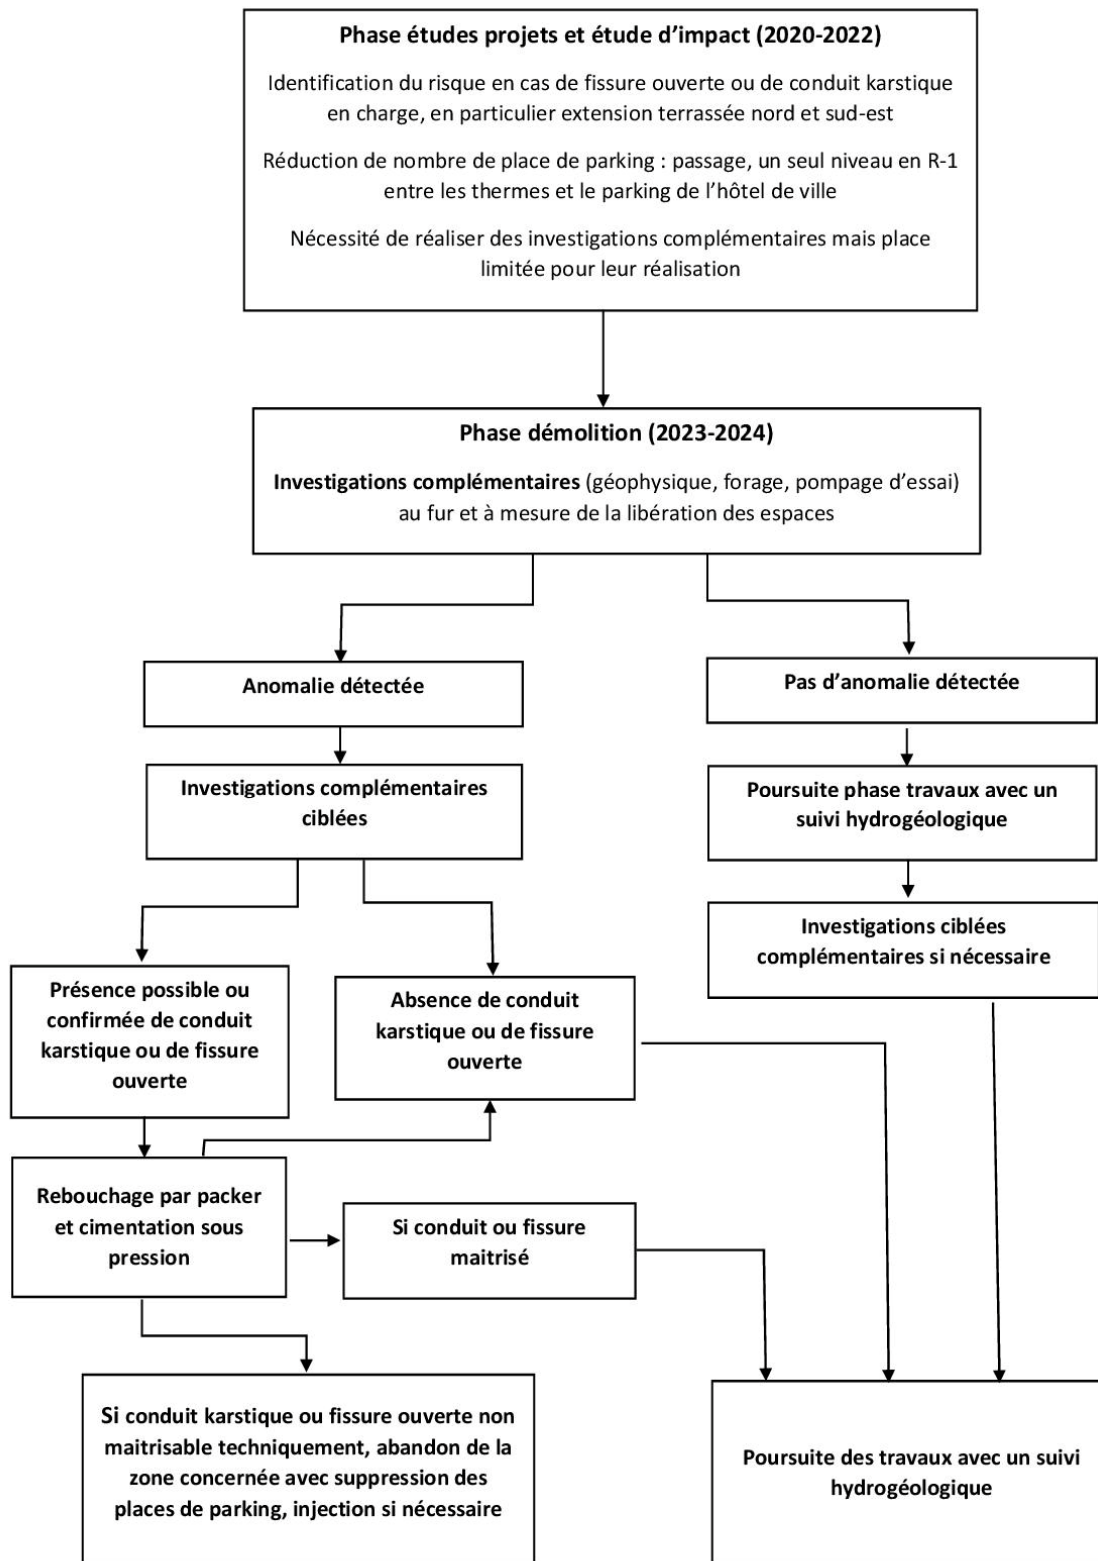 Phase études projets et étude d’impact (2020-2022)
Identification du risque en cas de fissure ouverte ou de conduit karstique
en charge, en particulier extension terrassée nord et sud-est
Réduction de nombre de place de parking : passage, un seul niveau en R-1
entre les thermes et le parking de l’hôtel de ville
Nécessité de réaliser des investigations complémentaires mais place
limitée pour leur réalisation
Phase démolition (2023-2024)
Investigations complémentaires (géophysique, forage, pompage d’essai)
au fur et à mesure de la libération des espaces
Anomalie détectée
Pas d’anomalie détectée
Investigations complémentaires
ciblées
Poursuite phase travaux avec un
suivi hydrogéologique
Investigations ciblées
complémentaires si nécessaire
Présence possible ou
confirmée de conduit
karstique ou de fissure
ouverte
Absence de conduit
karstique ou de fissure
ouverte
Rebouchage par packer
et cimentation sous
pression
Si conduit ou fissure
maitrisé
Si conduit karstique ou fissure ouverte non
maitrisable techniquement, abandon de la
zone concernée avec suppression des
places de parking, injection si nécessaire
Poursuite des travaux avec un suivi
hydrogéologique